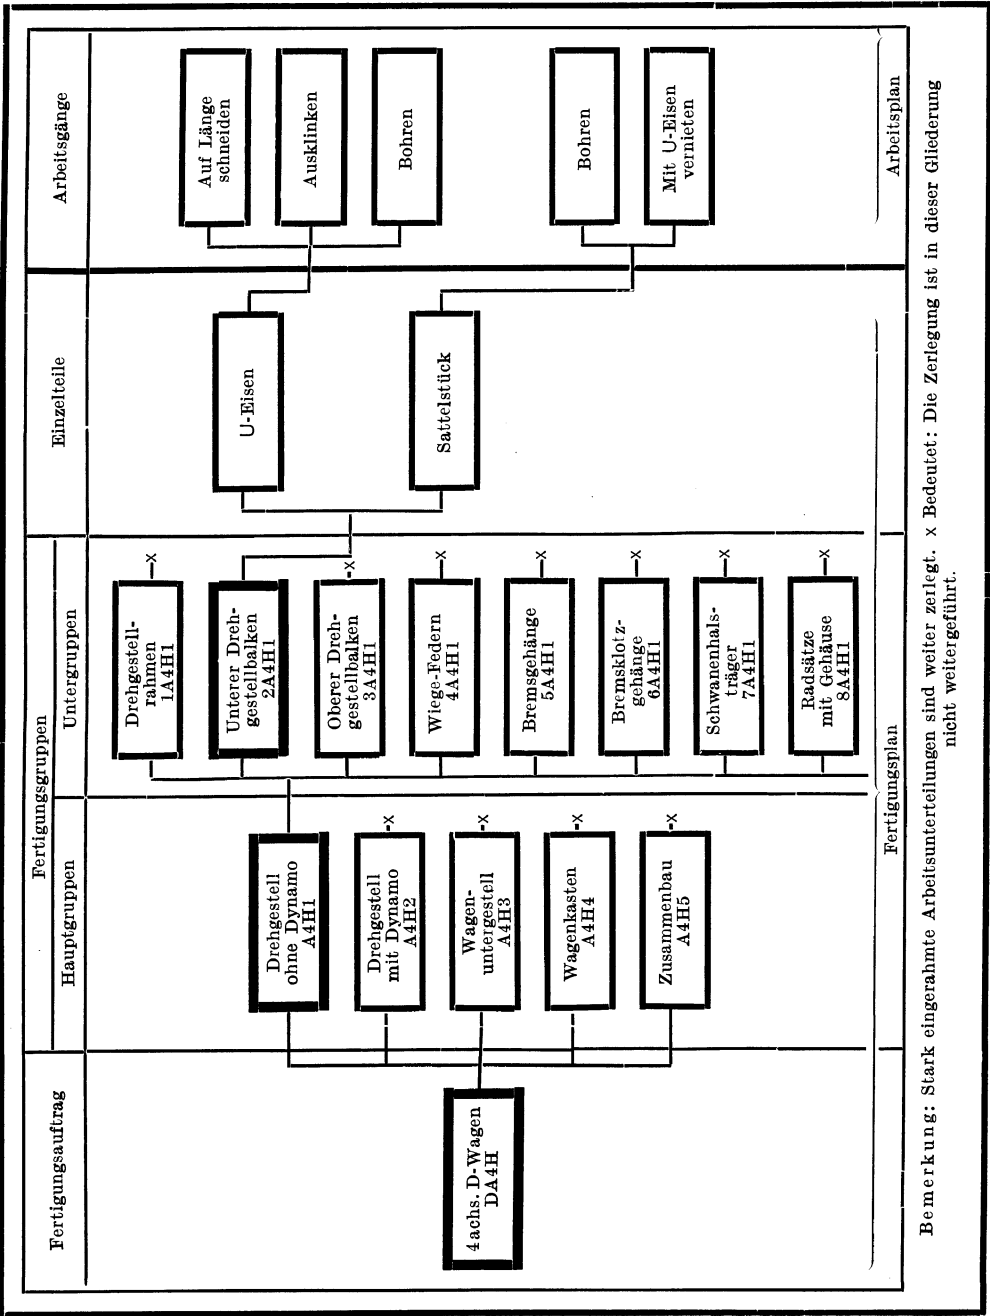 Fertigungsauftrag
Fertigungsgruppen
Hauptgruppen
Untergruppen
Einzelteile
Arbeitsgänge
4achs. D-Wagen
DA4H
Drehgestell
ohne Dynamo
A4H1
Drehgestell
mit Dynamo
A4H2
-x
Wagen-
untergestell
A4H3
-x
Wagenkasten
A4H4
-x
Zusammenbau
A4H5
-x
Drehgestell-
rahmen
1A4H1
-x
Unterer Dreh-
gestellbalken
2A4H1
Oberer Dreh-
gestellbalken
3A4H1
-x
Wiege-Federn
4A4H1
-x
Bremsgehänge
5A4H1
-x
Bremsklotz-
gehänge
6A4H1
-x
Schwanenhals-
träger
7A4H1
-x
Radsätze
mit Gehäuse
8A4H1
-x
U-Eisen
Sattelstück
Auf Länge
schneiden
Ausklinken
Bohren
Bohren
Mit U-Eisen
vernieten
Fertigungsplan
Arbeitsplan
Bemerkung: Stark eingerahmte Arbeitsunterteilungen sind weiter zerlegt. x Bedeutet: Die Zerlegung ist in dieser Gliederung
nicht weitergeführt.